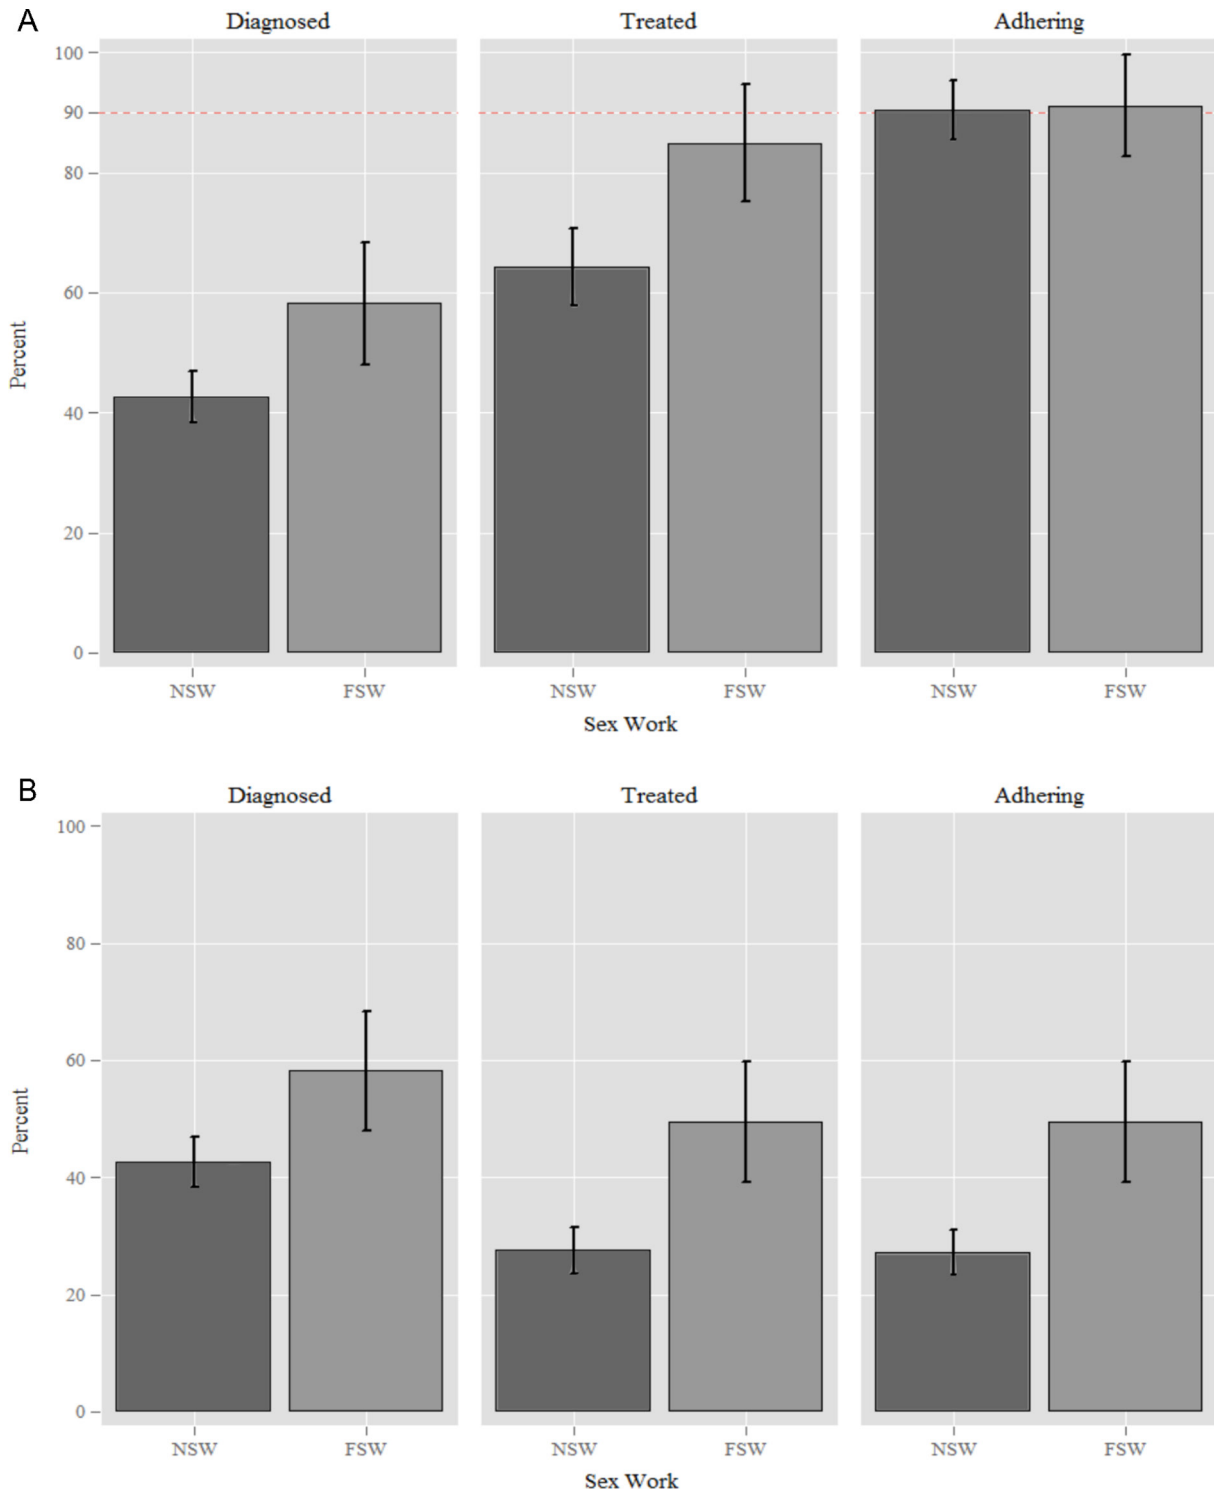 A
Diagnosed Treated Adhering
100
90
80
60
40
20
0
Percent
NSW FSW NSW FSW NSW FSW
Sex Work
B
Diagnosed Treated Adhering
100
80
60
40
20
0
Percent
NSW FSW NSW FSW NSW FSW
Sex Work